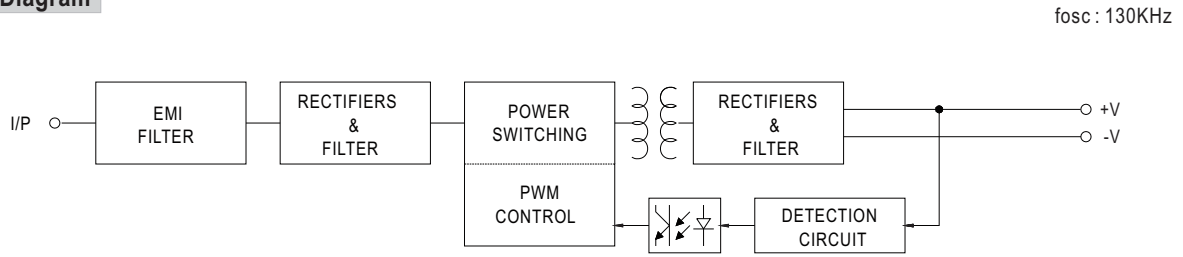 Diagram
fosc : 130KHz
I/P
EMI
FILTER
RECTIFIERS
&
FILTER
POWER
SWITCHING
PWM
CONTROL
RECTIFIERS
&
FILTER
+V
-V
DETECTION
CIRCUIT